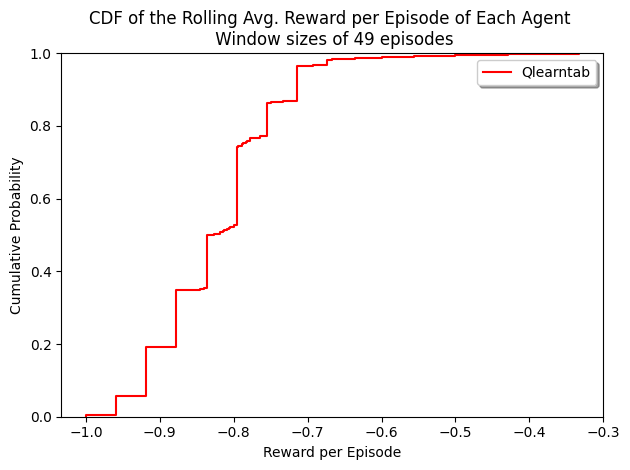 CDF of the Rolling Avg. Reward per Episode of Each Agent
Window sizes of 49 episodes
Qlearntab
Cumulative Probability
1.0
0.8
0.6
0.4
0.2
0.0
−1.0 −0.9 −0.8 −0.7 −0.6 −0.5 −0.4 −0.3
Reward per Episode